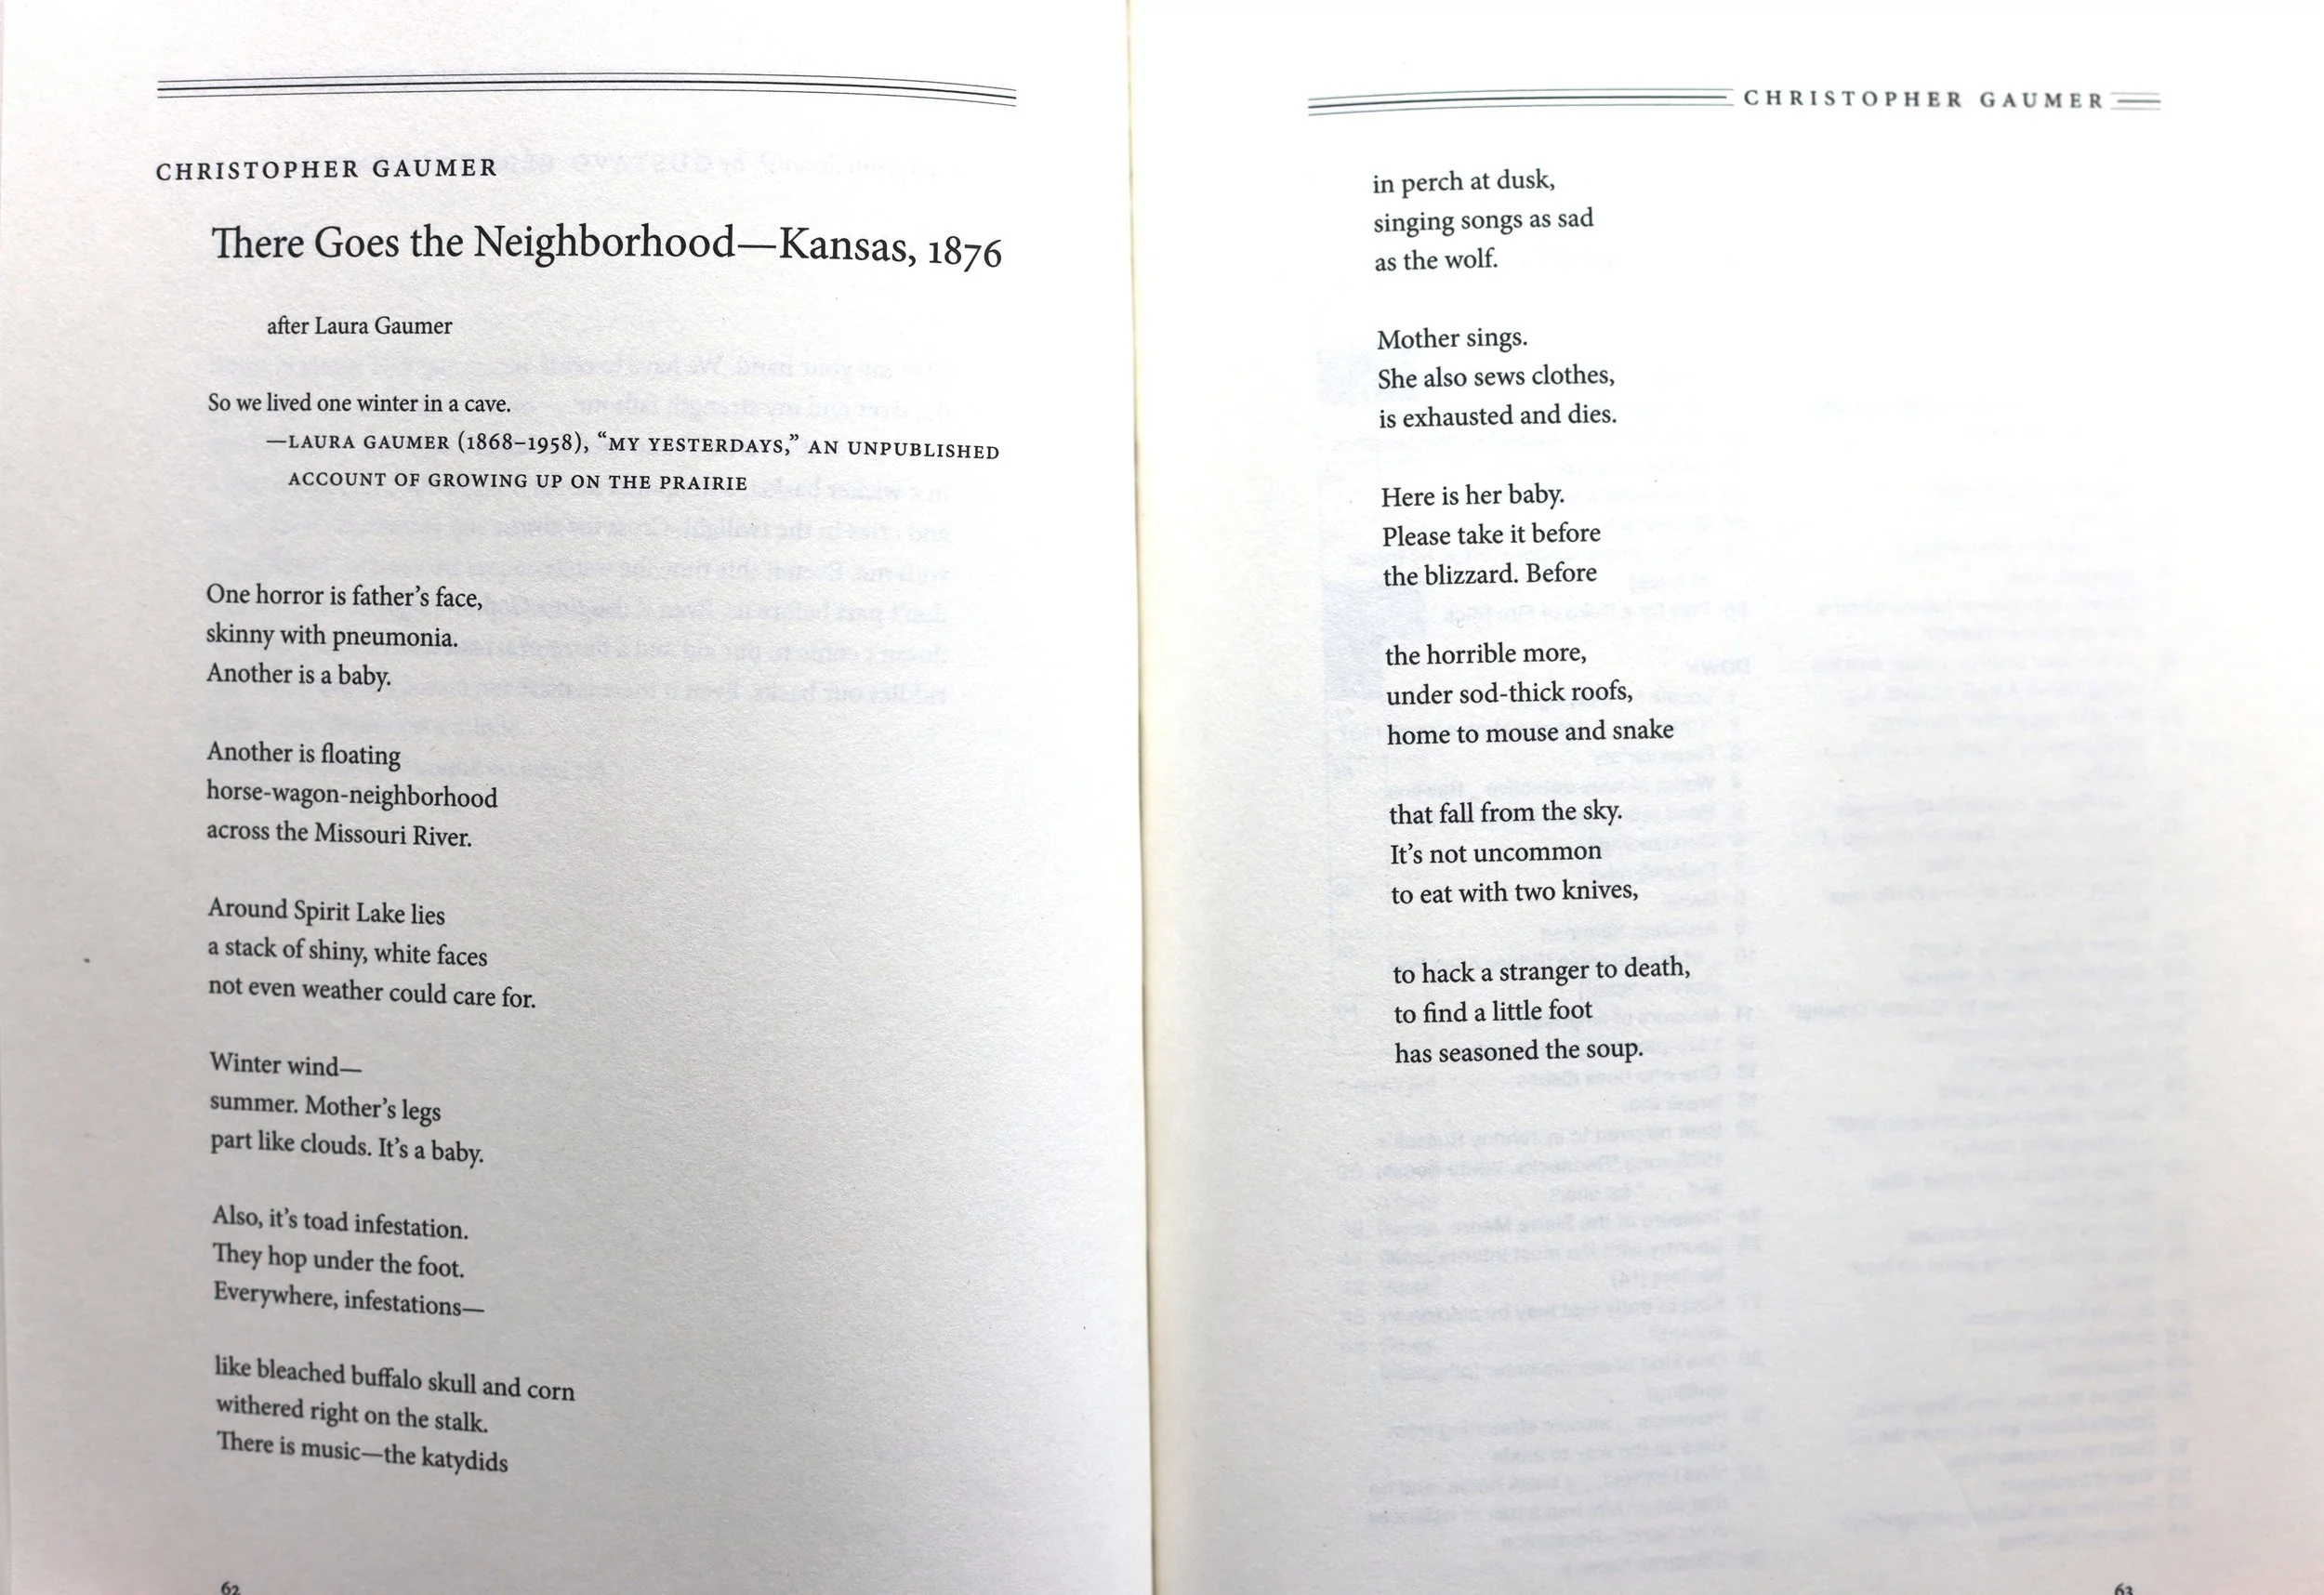 CHRISTOPHER GAUMER
There Goes the Neighborhood—Kansas, 1876
after Laura Gaumer
So we lived one winter in a cave.
—LAURA GAUMER (1868–1958), “MY YESTERDAYS,” AN UNPUBLISHED
ACCOUNT OF GROWING UP ON THE PRAIRIE
One horror is father’s face,
skinny with pneumonia.
Another is a baby.
Another is floating
horse-wagon-neighborhood
across the Missouri River.
Around Spirit Lake lies
a stack of shiny, white faces
not even weather could care for.
Winter wind—
summer. Mother’s legs
part like clouds. It’s a baby.
Also, it’s toad infestation.
They hop under the foot.
Everywhere, infestations—
like bleached buffalo skull and corn
withered right on the stalk.
There is music—the katydids
62
CHRISTOPHER GAUMER
in perch at dusk,
singing songs as sad
as the wolf.
Mother sings.
She also sews clothes,
is exhausted and dies.
Here is her baby.
Please take it before
the blizzard. Before
the horrible more,
under sod-thick roofs,
home to mouse and snake
that fall from the sky.
It’s not uncommon
to eat with two knives,
to hack a stranger to death,
to find a little foot
has seasoned the soup.
63